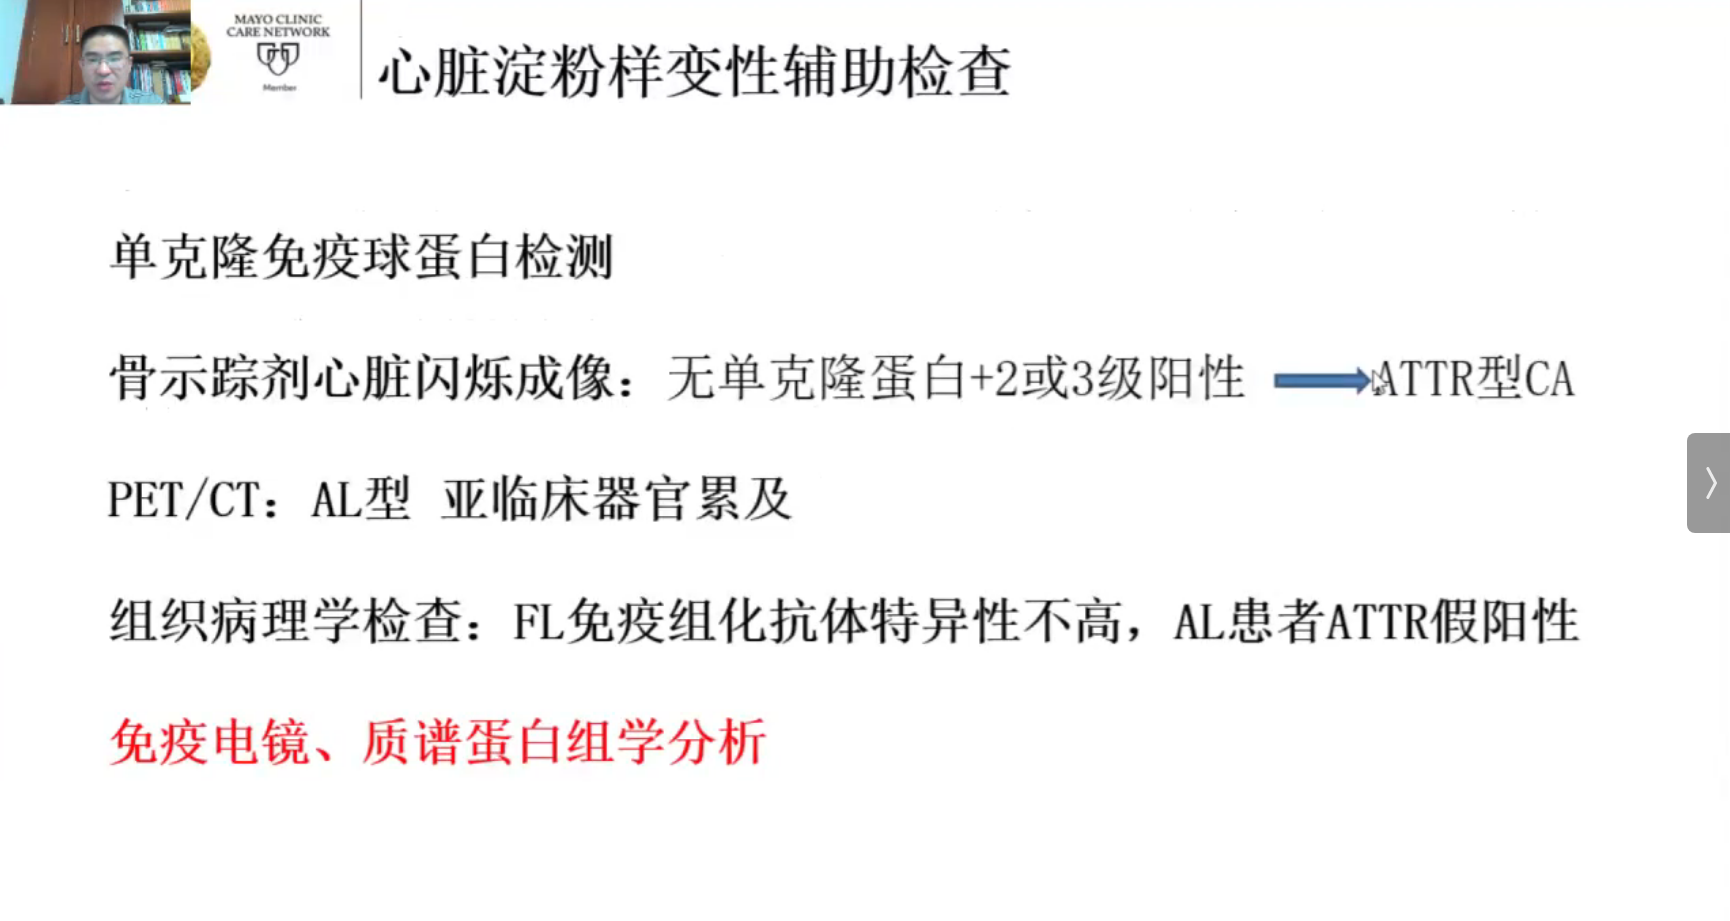 MAYO CLINIC
CARE NETWORK
Member
心脏淀粉样变性辅助检查
单克隆免疫球蛋白检测
骨示踪剂心脏闪烁成像：无单克隆蛋白+2或3级阳性 ATTR型CA
PET/CT：AL型 亚临床器官累及
组织病理学检查：FL免疫组化抗体特异性不高，AL患者ATTR假阳性
免疫电镜、质谱蛋白组学分析